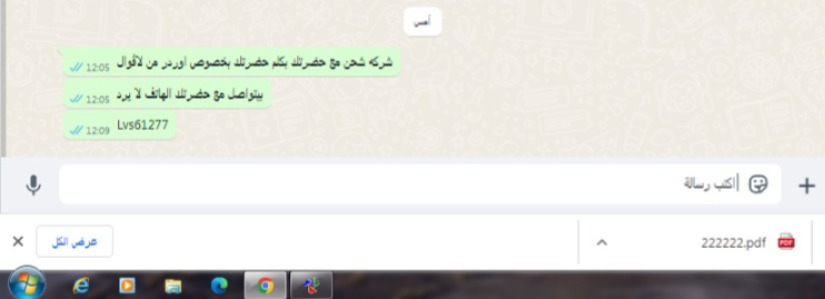 أمس
شركه شحن مع حضرتك بكلم حضرتك بخصوص اوردر من لاڤوال
12:05
بيتواصل مع حضرتك الهاتف لا يرد
12:05
Lvs61277
12:09
اكتب رسالة
222222.pdf
PDF
عرض الكل